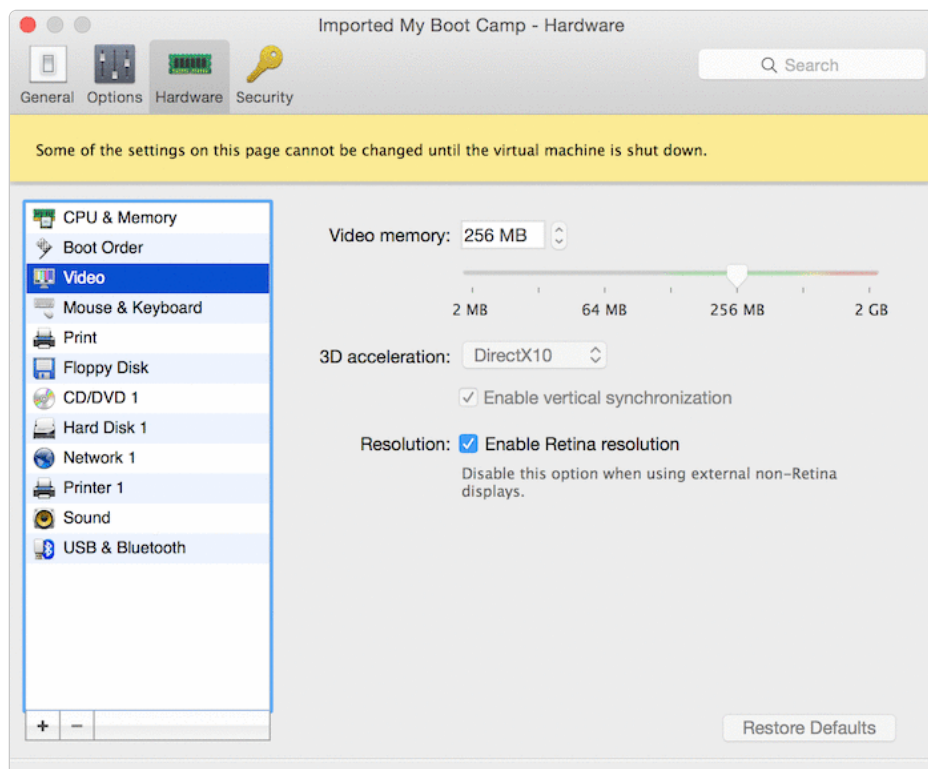 Imported My Boot Camp - Hardware
General Options Hardware Security
Search
Some of the settings on this page cannot be changed until the virtual machine is shut down.
CPU & Memory
Boot Order
Video
Mouse & Keyboard
Print
Floppy Disk
CD/DVD 1
Hard Disk 1
Network 1
Printer 1
Sound
USB & Bluetooth
+ −
Video memory: 256 MB
2 MB 64 MB 256 MB 2 GB
3D acceleration: DirectX10
Enable vertical synchronization
Resolution: Enable Retina resolution
Disable this option when using external non-Retina
displays.
Restore Defaults